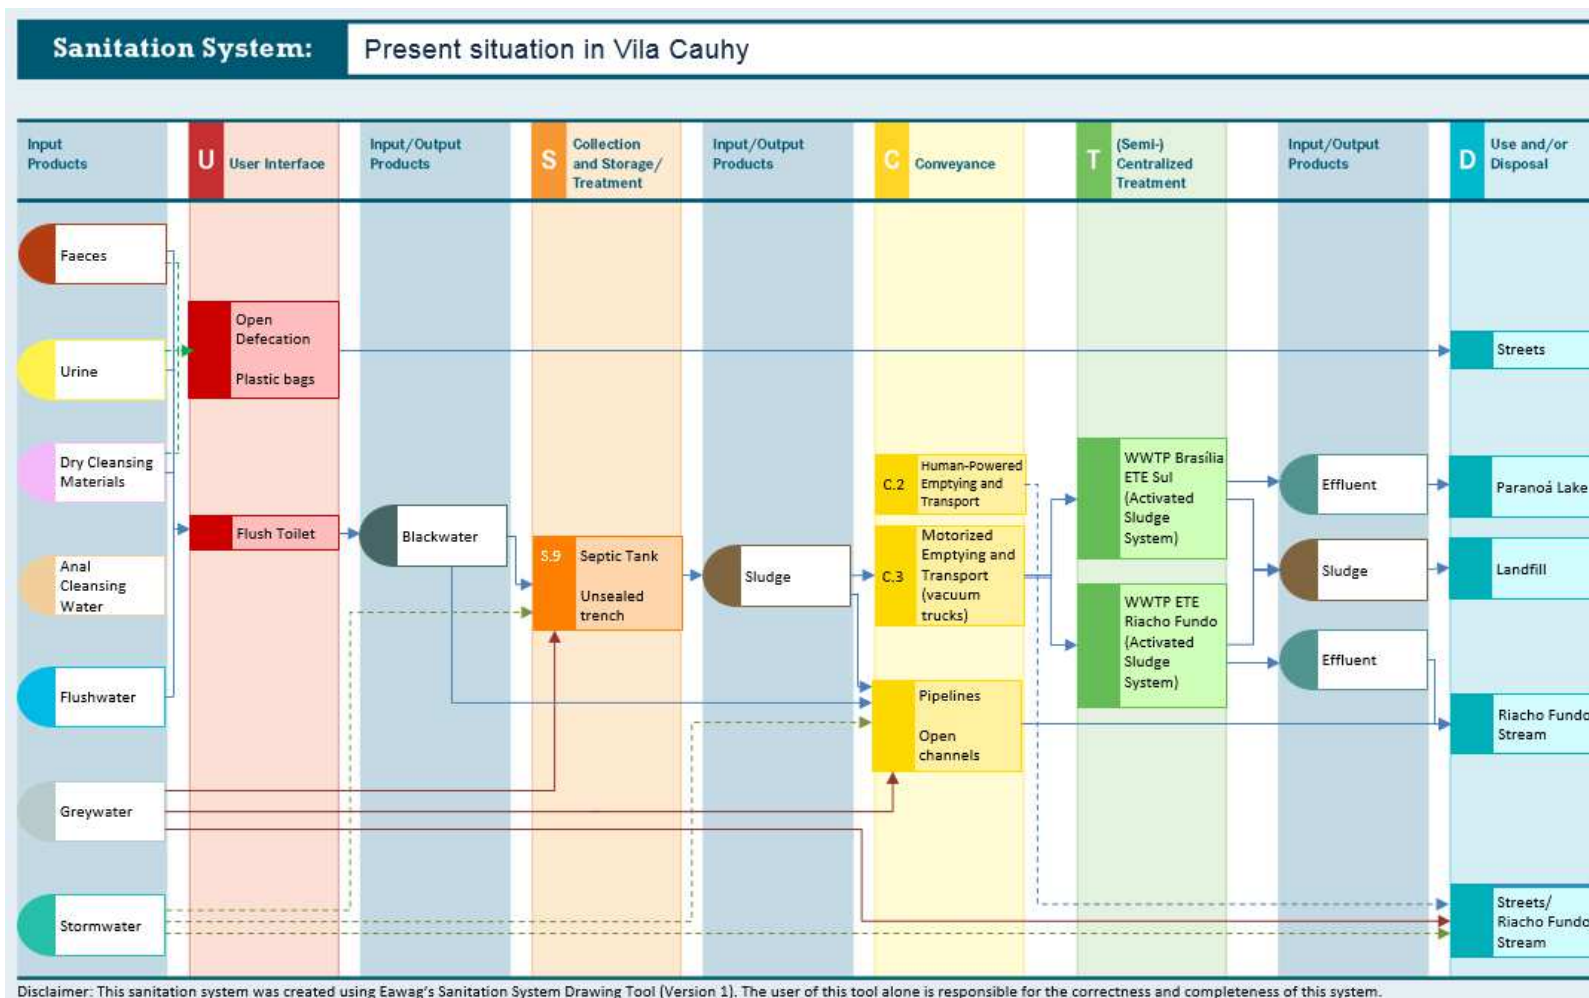 Sanitation System:
Present situation in Vila Cauhy
Input
Products
U
User Interface
Input/Output
Products
S
Collection
and Storage/
Treatment
Input/Output
Products
C
Conveyance
T
(Semi-)
Centralized
Treatment
Input/Output
Products
D
Use and/or
Disposal
Faeces
Urine
Dry Cleansing
Materials
Anal
Cleansing
Water
Flushwater
Greywater
Stormwater
Open
Defecation
Plastic bags
Flush Toilet
Blackwater
S.9
Septic Tank
Unsealed
trench
Sludge
C.2
Human-Powered
Emptying and
Transport
C.3
Motorized
Emptying and
Transport
(vacuum
trucks)
Pipelines
Open
channels
WWTP Brasília
ETE Sul
(Activated
Sludge
System)
WWTP ETE
Riacho Fundo
(Activated
Sludge
System)
Effluent
Sludge
Effluent
Streets
Paranoá Lake
Landfill
Riacho Fundo
Stream
Streets/
Riacho Fundo
Stream
Disclaimer: This sanitation system was created using Eawag's Sanitation System Drawing Tool (Version 1). The user of this tool alone is responsible for the correctness and completeness of this system.